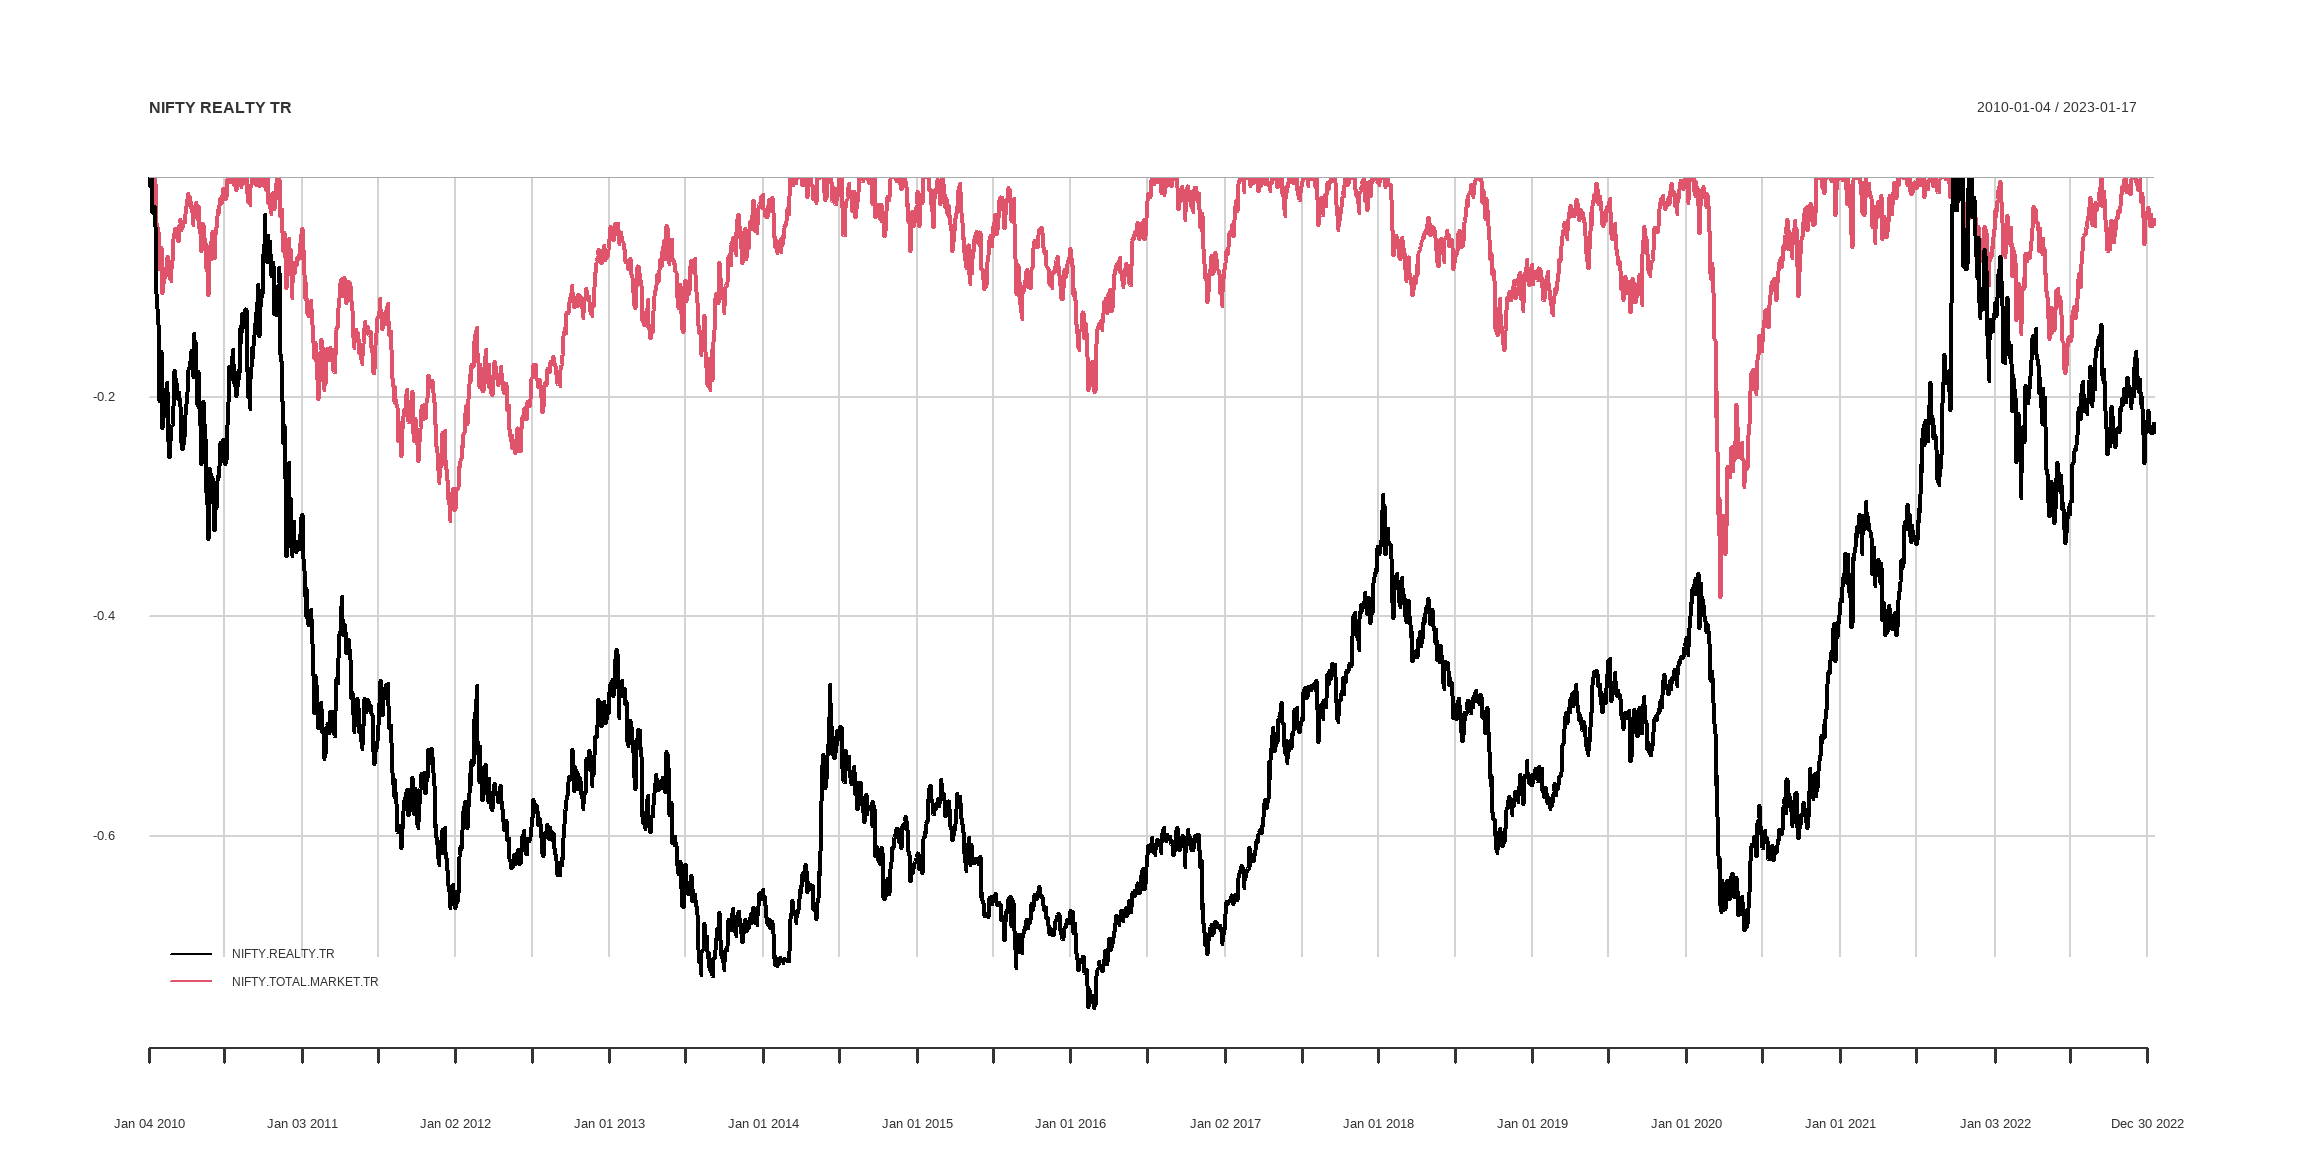 NIFTY REALTY TR
2010-01-04 / 2023-01-17
-0.2
-0.4
-0.6
NIFTY.REALTY.TR
NIFTY.TOTAL.MARKET.TR
Jan 04 2010 Jan 03 2011 Jan 02 2012 Jan 01 2013 Jan 01 2014 Jan 01 2015 Jan 01 2016 Jan 02 2017 Jan 01 2018 Jan 01 2019 Jan 01 2020 Jan 01 2021 Jan 03 2022 Dec 30 2022